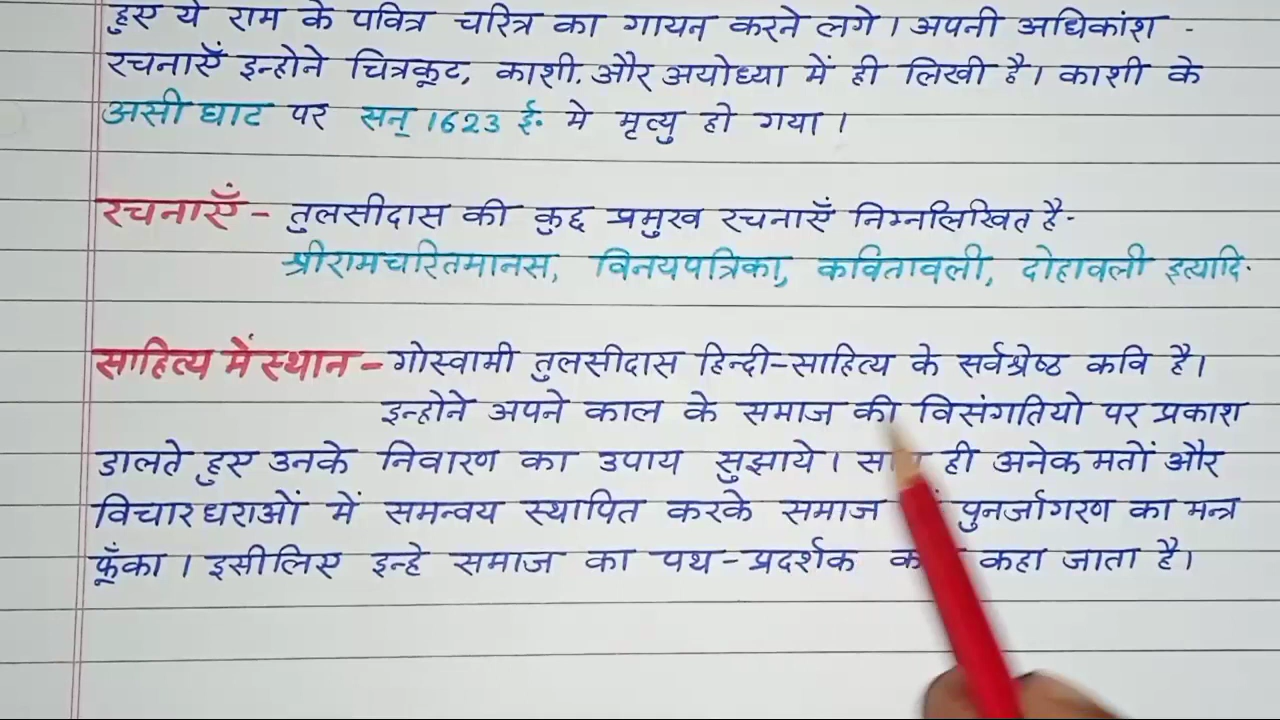 हुए ये राम के पवित्र चरित्र का गायन करने लगे। अपनी अधिकांश -
रचनाएँ इन्होने चित्रकूट, काशी. और अयोध्या में ही लिखी है। काशी के
असी घाट पर सन् 1623 ई. मे मृत्यु हो गया।
रचनाएँ - तुलसीदास की कुछ प्रमुख रचनाएँ निम्नलिखित है-
श्रीरामचरितमानस, विनयपत्रिका, कवितावली, दोहावली इत्यादि.
साहित्य में स्थान - गोस्वामी तुलसीदास हिन्दी-साहित्य के सर्वश्रेष्ठ कवि है।
इन्होने अपने काल के समाज की विसंगतियो पर प्रकाश
डालते हुए उनके निवारण का उपाय सुझाये। ही अनेक मतों और
विचारधराओं में समन्वय स्थापित करके समाज पुनर्जागरण का मन्त्र
फूँका। इसीलिए इन्हे समाज का पथ-प्रदर्शक कहा जाता है।